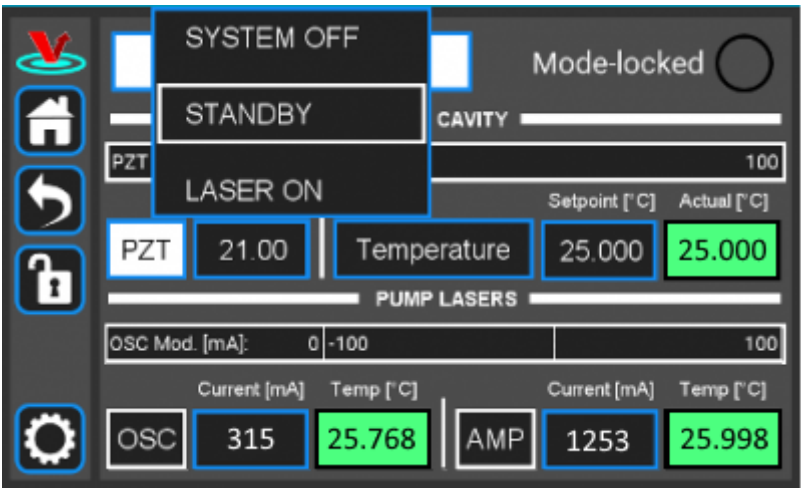 SYSTEM OFF
STANDBY
LASER ON
Mode-locked
CAVITY
PZT 100
Setpoint [°C] Actual [°C]
PZT 21.00 Temperature 25.000 25.000
PUMP LASERS
OSC Mod. [mA]: 0 -100 100
Current [mA] Temp [°C] Current [mA] Temp [°C]
OSC 315 25.768 AMP 1253 25.998